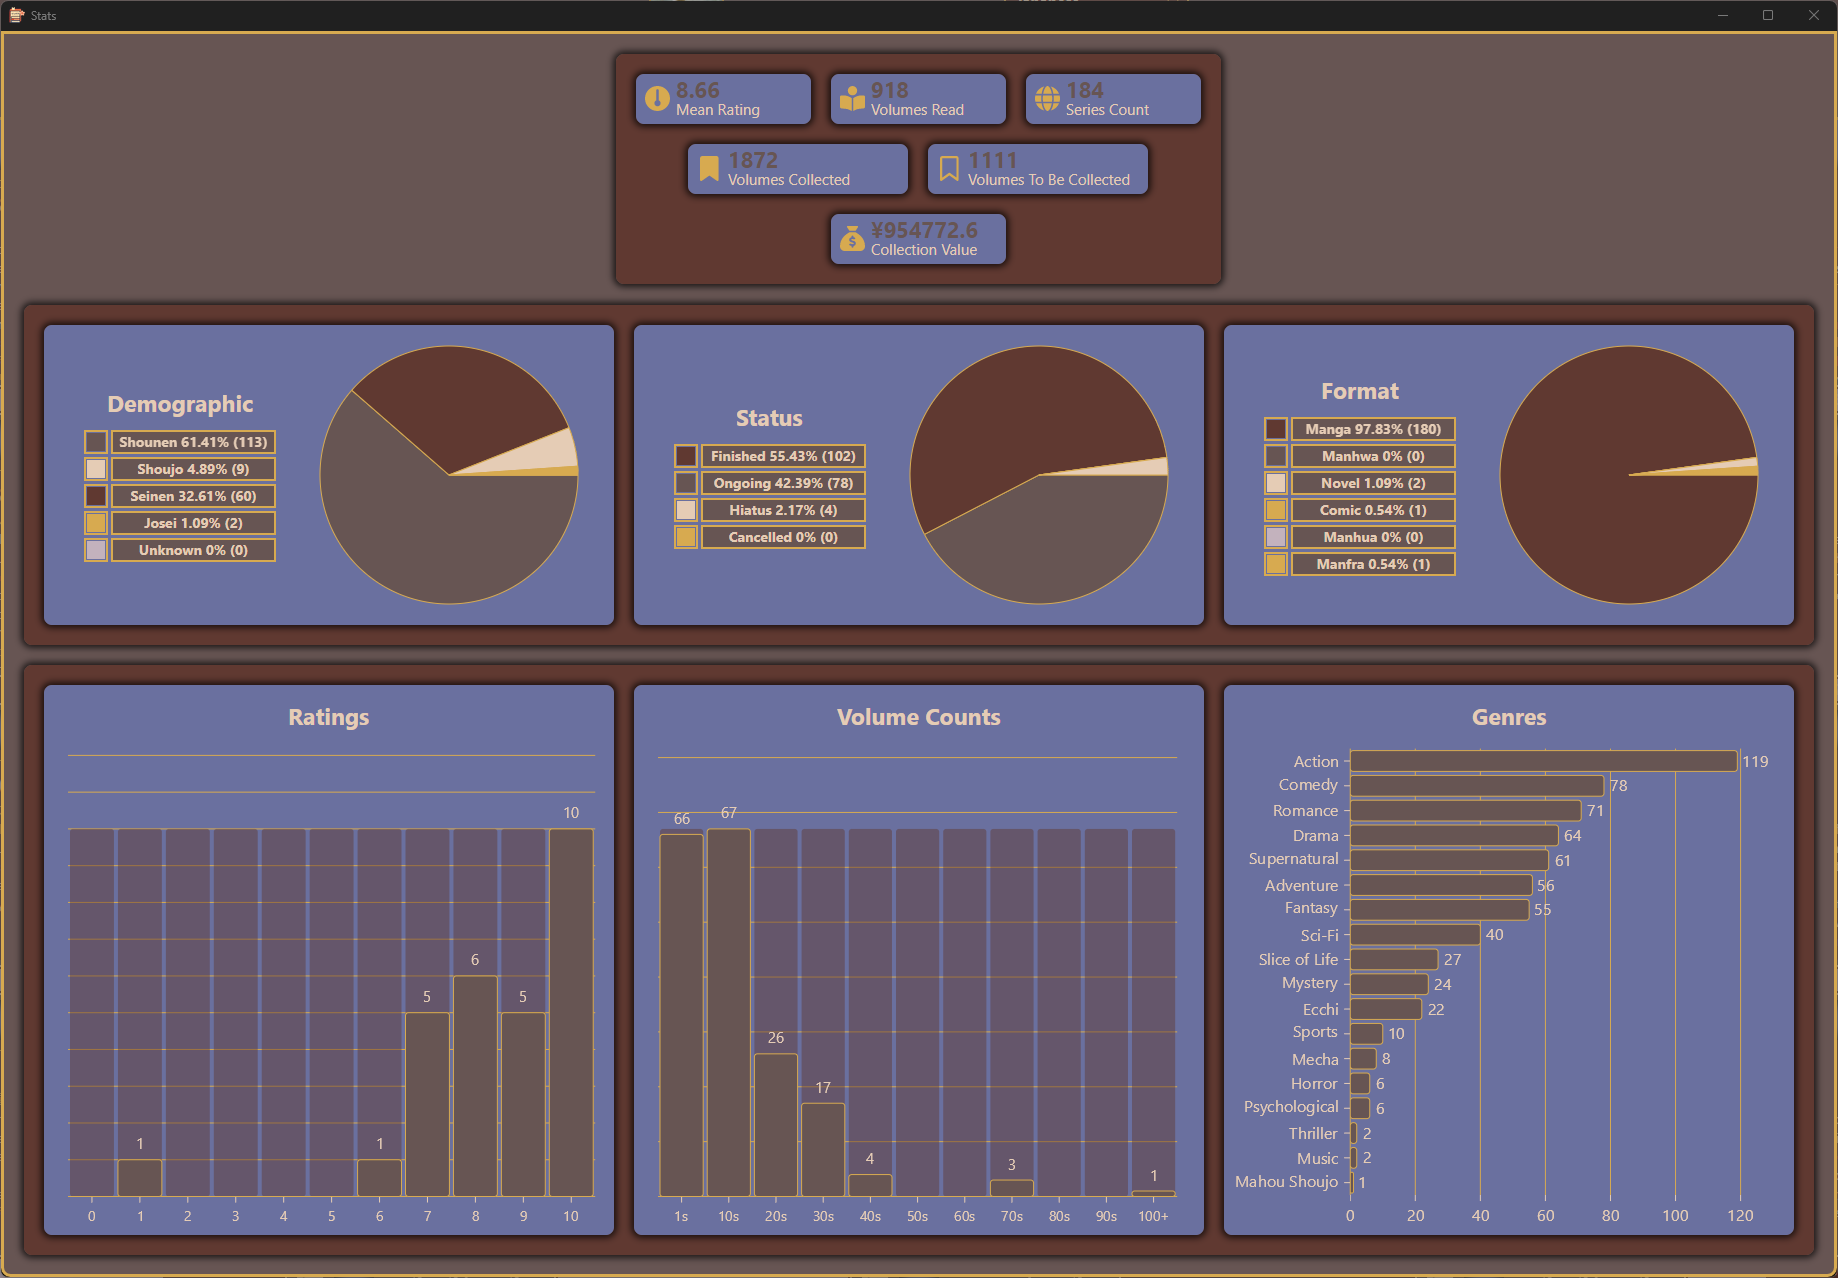 Stats
8.66
Mean Rating
918
Volumes Read
184
Series Count
1872
Volumes Collected
1111
Volumes To Be Collected
¥954772.6
Collection Value
Demographic
Shounen 61.41% (113)
Shoujo 4.89% (9)
Seinen 32.61% (60)
Josei 1.09% (2)
Unknown 0% (0)
Status
Finished 55.43% (102)
Ongoing 42.39% (78)
Hiatus 2.17% (4)
Cancelled 0% (0)
Format
Manga 97.83% (180)
Manhwa 0% (0)
Novel 1.09% (2)
Comic 0.54% (1)
Manhua 0% (0)
Manfra 0.54% (1)
Ratings
10
6
5
5
1
1
0 1 2 3 4 5 6 7 8 9 10
Volume Counts
66
67
26
17
4
3
1
1s 10s 20s 30s 40s 50s 60s 70s 80s 90s 100+
Genres
Action 119
Comedy 78
Romance 71
Drama 64
Supernatural 61
Adventure 56
Fantasy 55
Sci-Fi 40
Slice of Life 27
Mystery 24
Ecchi 22
Sports 10
Mecha 8
Horror 6
Psychological 6
Thriller 2
Music 2
Mahou Shoujo 1
0 20 40 60 80 100 120